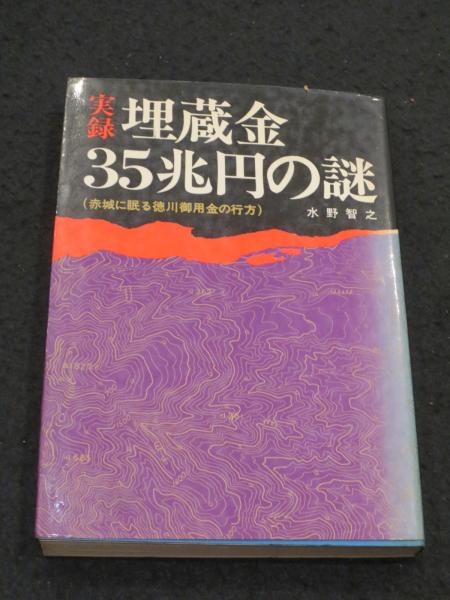 実録
埋蔵金
35兆円の謎
(赤城に眠る徳川御用金の行方)
水野智之